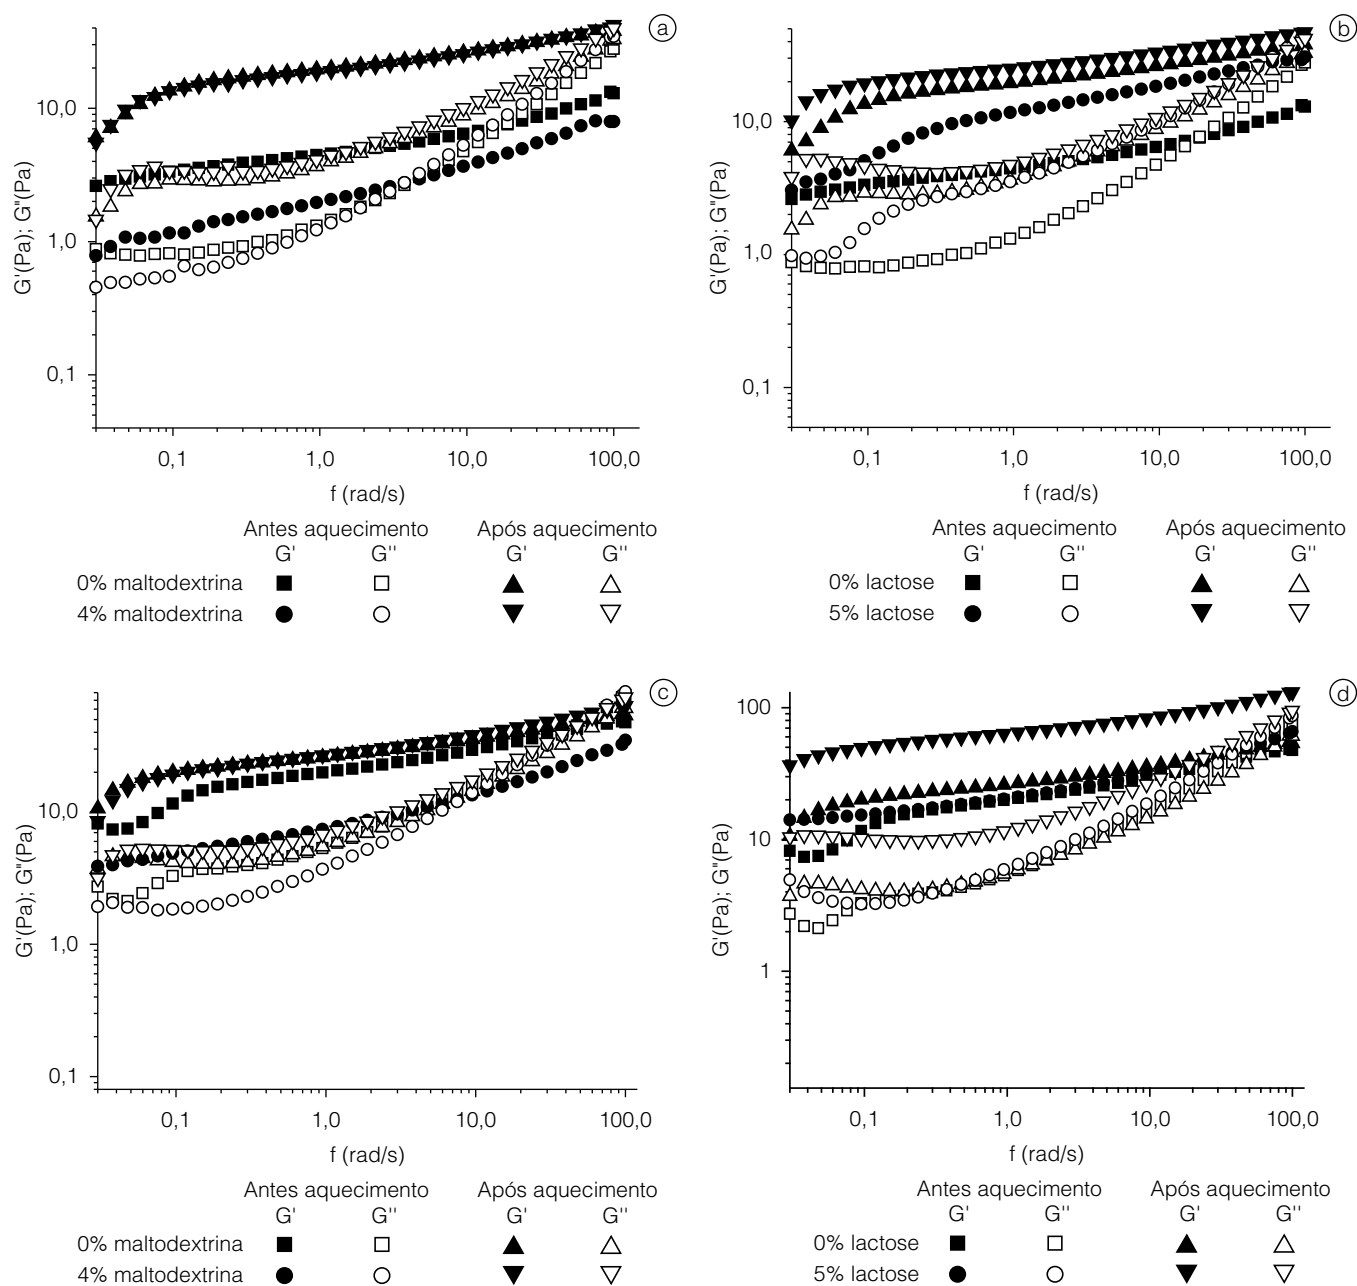 a
G'(Pa); G"(Pa)
10,0
1,0
0,1
0,1 1,0 10,0 100,0
f (rad/s)
Antes aquecimento Após aquecimento
G' G" G' G"
0% maltodextrina
4% maltodextrina
b
G'(Pa); G"(Pa)
10,0
1,0
0,1
0,1 1,0 10,0 100,0
f (rad/s)
Antes aquecimento Após aquecimento
G' G" G' G"
0% lactose
5% lactose
c
G'(Pa); G"(Pa)
10,0
1,0
0,1
0,1 1,0 10,0 100,0
f (rad/s)
Antes aquecimento Após aquecimento
G' G" G' G"
0% maltodextrina
4% maltodextrina
d
G'(Pa); G"(Pa)
100
10
1
0,1 1,0 10,0 100,0
f (rad/s)
Antes aquecimento Após aquecimento
G' G" G' G"
0% lactose
5% lactose